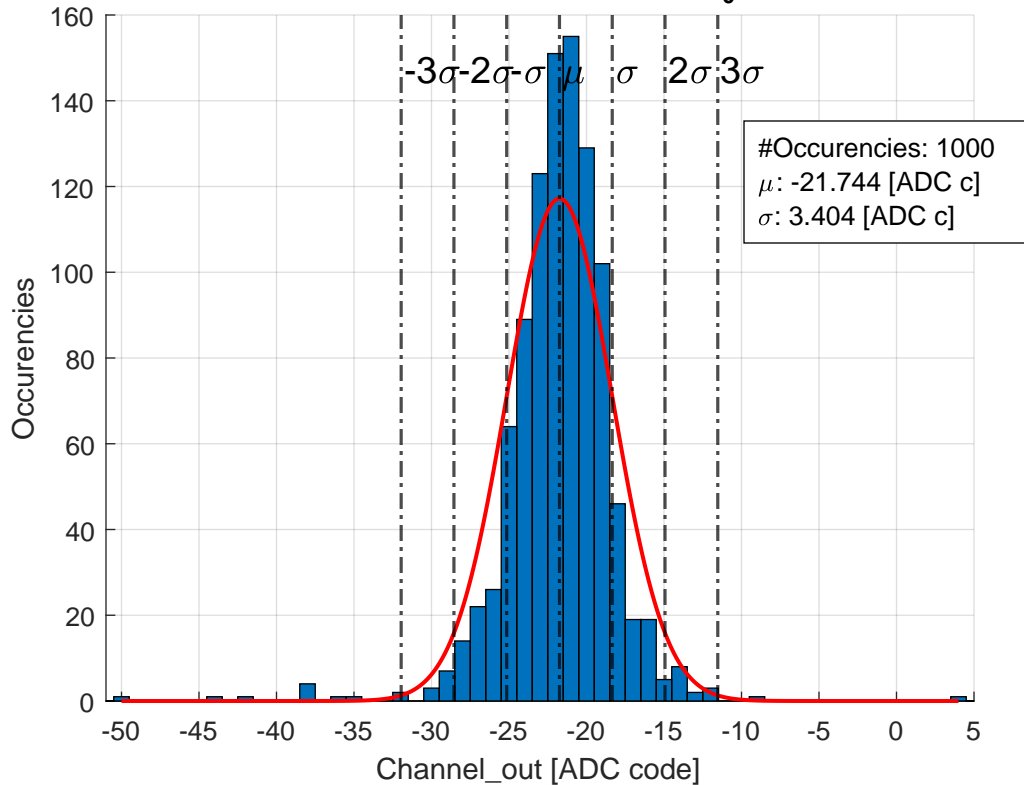 160
-3σ -2σ -σ μ σ 2σ 3σ
140
#Occurencies: 1000
μ: -21.744 [ADC c]
σ: 3.404 [ADC c]
120
100
80
60
40
20
0
Occurencies
-50 -45 -40 -35 -30 -25 -20 -15 -10 -5 0 5
Channel_out [ADC code]